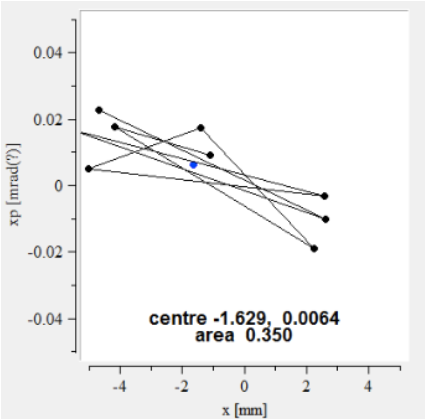 0.04
0.02
0
-0.02
-0.04
xp [mrad(?)]
centre -1.629, 0.0064
area 0.350
-4 -2 0 2 4
x [mm]